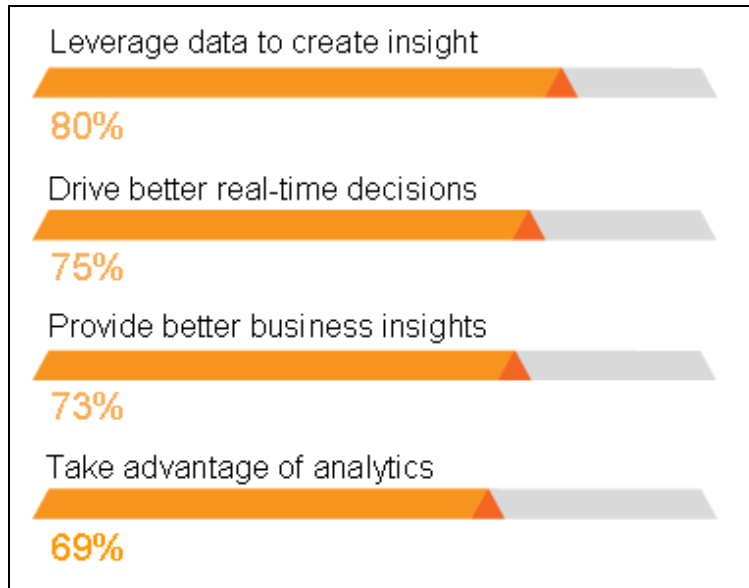 Leverage data to create insight
80%
Drive better real-time decisions
75%
Provide better business insights
73%
Take advantage of analytics
69%